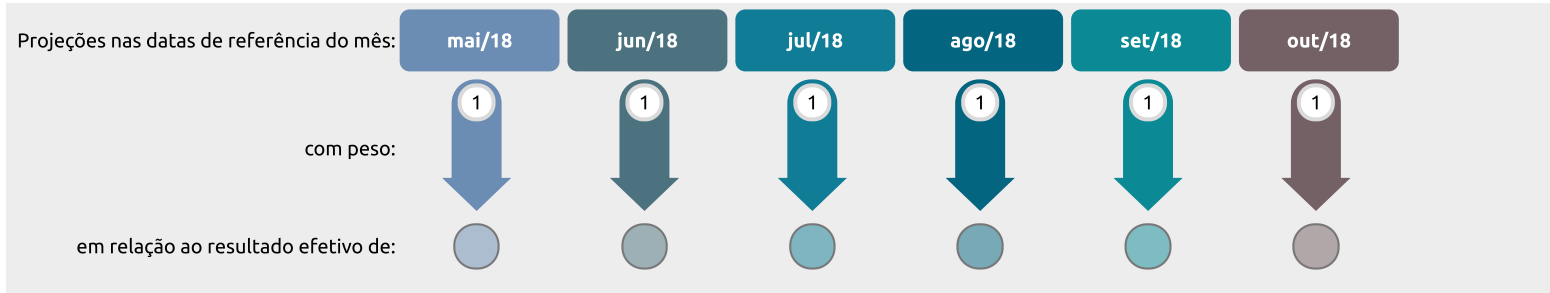 Projeções nas datas de referência do mês: mai/18 jun/18 jul/18 ago/18 set/18 out/18
1 1 1 1 1 1
com peso:
em relação ao resultado efetivo de: